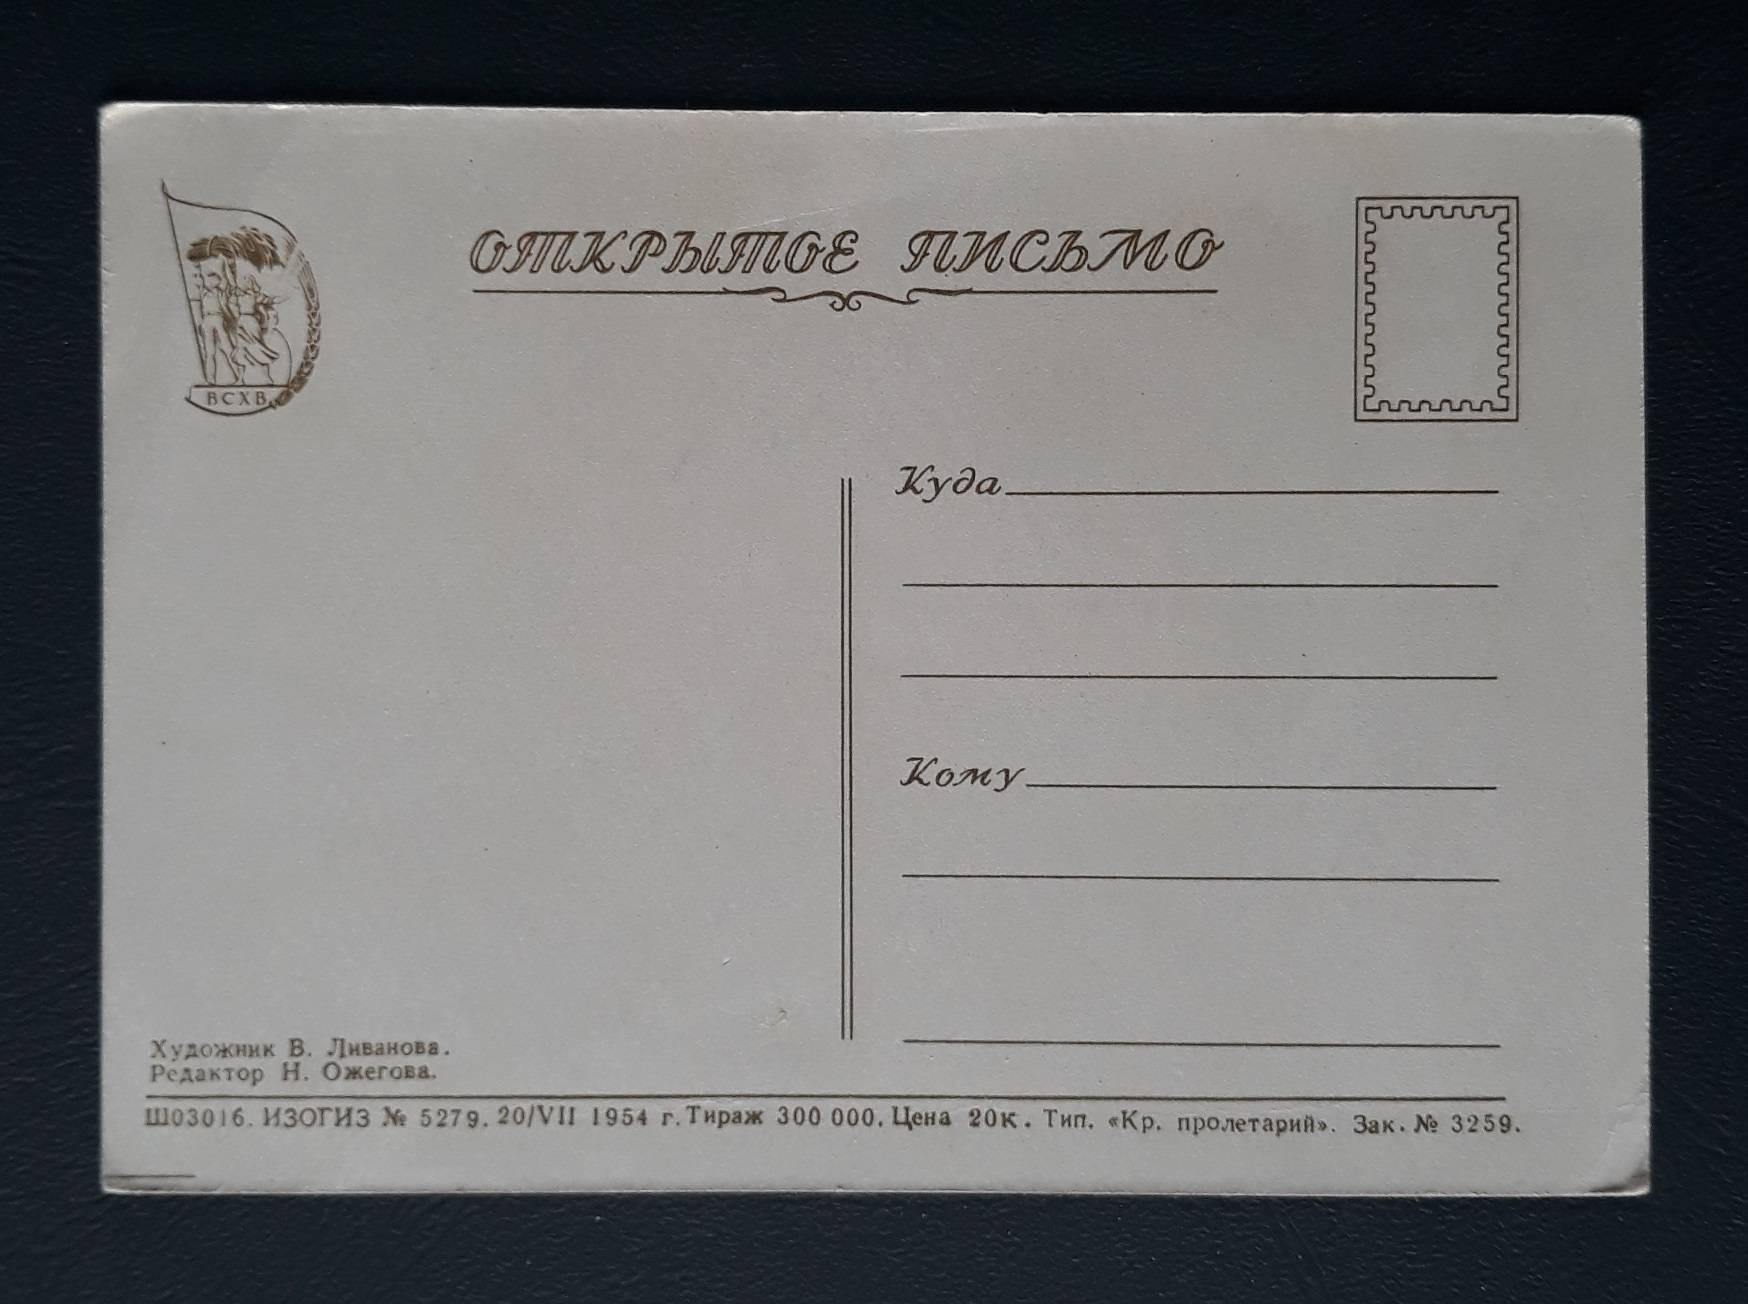 ОТКРЫТОЕ ПИСЬМО
ВСХВ
Куда
Кому
Художник В. Ливанова.
Редактор Н. Ожегова.
Ш03016. ИЗОГИЗ № 5279. 20/VII 1954 г. Тираж 300 000. Цена 20к. Тип. «Кр. пролетарий». Зак. № 3259.